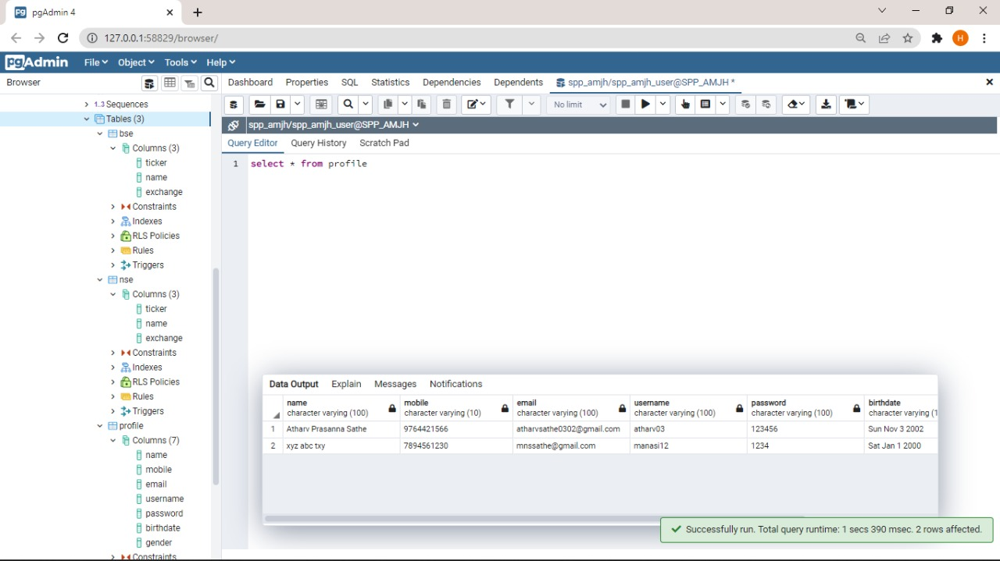 pgAdmin 4
127.0.0.1:58829/browser/
H
pgAdmin File Object Tools Help
Browser
Dashboard Properties SQL Statistics Dependencies Dependents spp_amjh/spp_amjh_user@SPP_AMJH *
No limit
spp_amjh/spp_amjh_user@SPP_AMJH
Query Editor Query History Scratch Pad
1 select * from profile
1..3 Sequences
Tables (3)
bse
Columns (3)
ticker
name
exchange
Constraints
Indexes
RLS Policies
Rules
Triggers
nse
Columns (3)
ticker
name
exchange
Constraints
Indexes
RLS Policies
Rules
Triggers
profile
Columns (7)
name
mobile
email
username
password
birthdate
gender
Constraints
Data Output Explain Messages Notifications
name mobile email username password birthdate
character varying (100) character varying (10) character varying (100) character varying (100) character varying (100) character varying (1
1 Atharv Prasanna Sathe 9764421566 atharvsathe0302@gmail.com atharv03 123456 Sun Nov 3 2002
2 xyz abc txy 7894561230 mnssathe@gmail.com manasi12 1234 Sat Jan 1 2000
Successfully run. Total query runtime: 1 secs 390 msec. 2 rows affected.